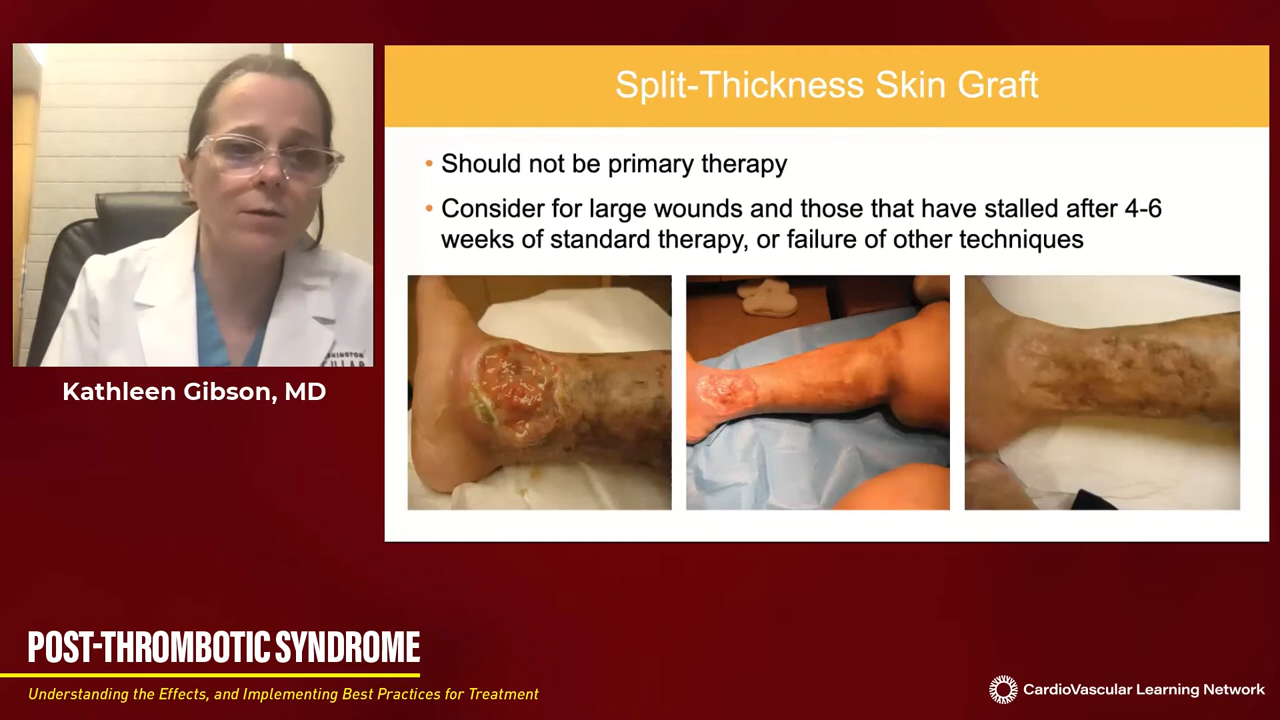 Split-Thickness Skin Graft
• Should not be primary therapy
• Consider for large wounds and those that have stalled after 4-6
weeks of standard therapy, or failure of other techniques
Kathleen Gibson, MD
POST-THROMBOTIC SYNDROME
Understanding the Effects, and Implementing Best Practices for Treatment
CardioVascular Learning Network